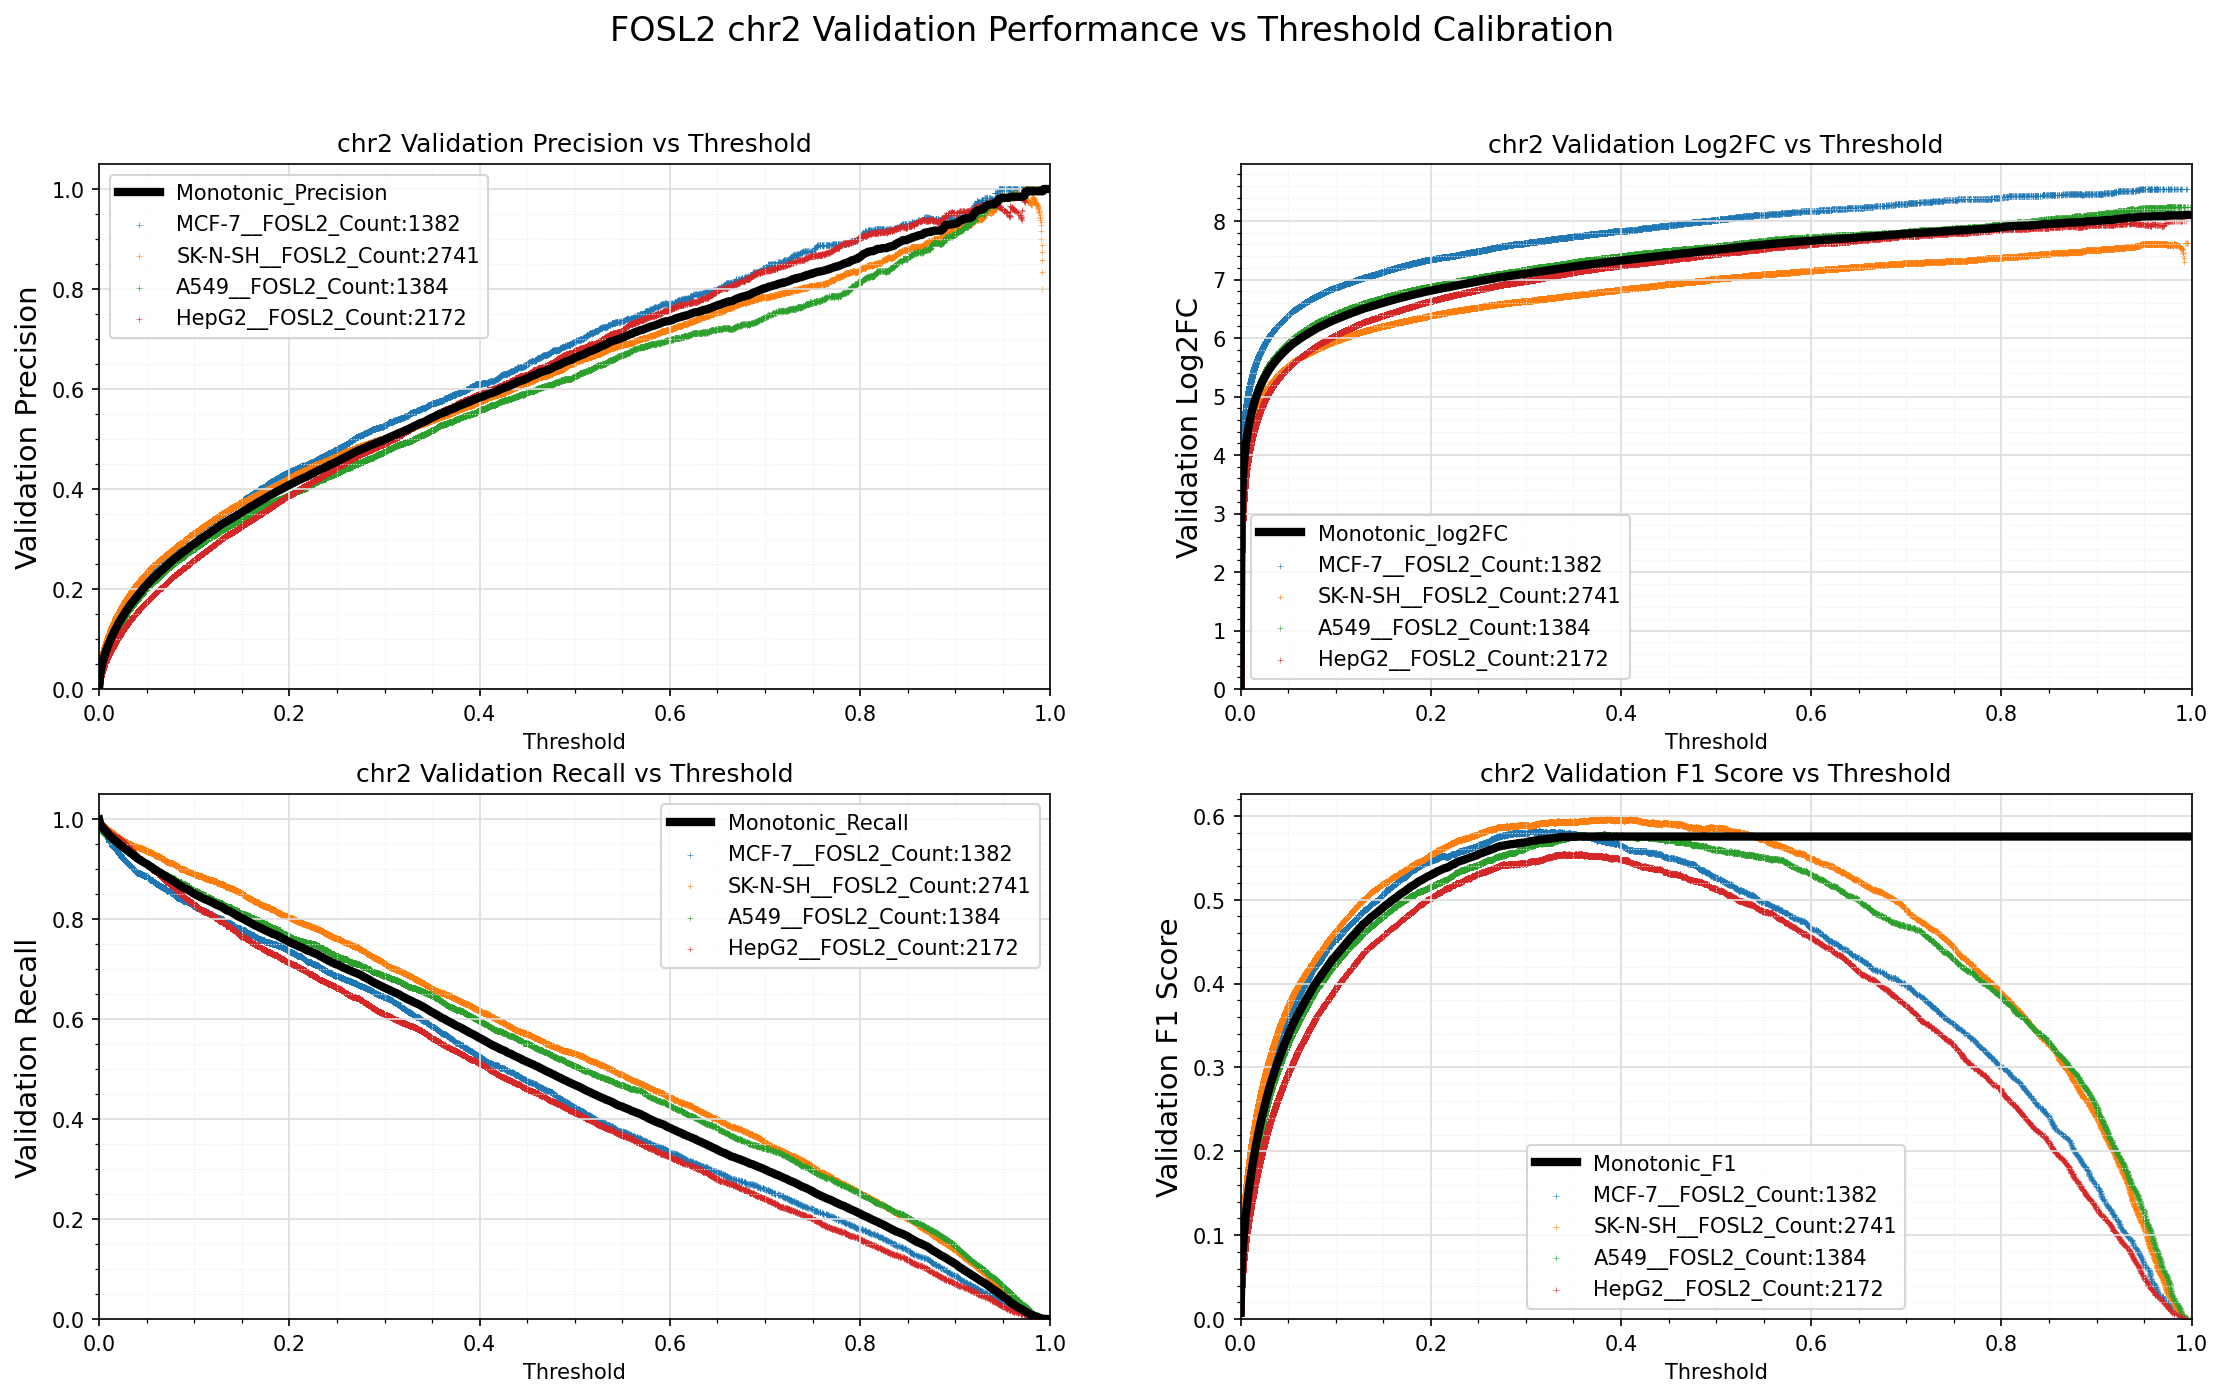 FOSL2 chr2 Validation Performance vs Threshold Calibration
chr2 Validation Precision vs Threshold
Validation Precision
1.0
0.8
0.6
0.4
0.2
0.0
Monotonic_Precision
MCF-7__FOSL2_Count:1382
SK-N-SH__FOSL2_Count:2741
A549__FOSL2_Count:1384
HepG2__FOSL2_Count:2172
0.0 0.2 0.4 0.6 0.8 1.0
Threshold
chr2 Validation Log2FC vs Threshold
Validation Log2FC
8
7
6
5
4
3
2
1
0
Monotonic_log2FC
MCF-7__FOSL2_Count:1382
SK-N-SH__FOSL2_Count:2741
A549__FOSL2_Count:1384
HepG2__FOSL2_Count:2172
0.0 0.2 0.4 0.6 0.8 1.0
Threshold
chr2 Validation Recall vs Threshold
Validation Recall
1.0
0.8
0.6
0.4
0.2
0.0
Monotonic_Recall
MCF-7__FOSL2_Count:1382
SK-N-SH__FOSL2_Count:2741
A549__FOSL2_Count:1384
HepG2__FOSL2_Count:2172
0.0 0.2 0.4 0.6 0.8 1.0
Threshold
chr2 Validation F1 Score vs Threshold
Validation F1 Score
0.6
0.5
0.4
0.3
0.2
0.1
0.0
Monotonic_F1
MCF-7__FOSL2_Count:1382
SK-N-SH__FOSL2_Count:2741
A549__FOSL2_Count:1384
HepG2__FOSL2_Count:2172
0.0 0.2 0.4 0.6 0.8 1.0
Threshold